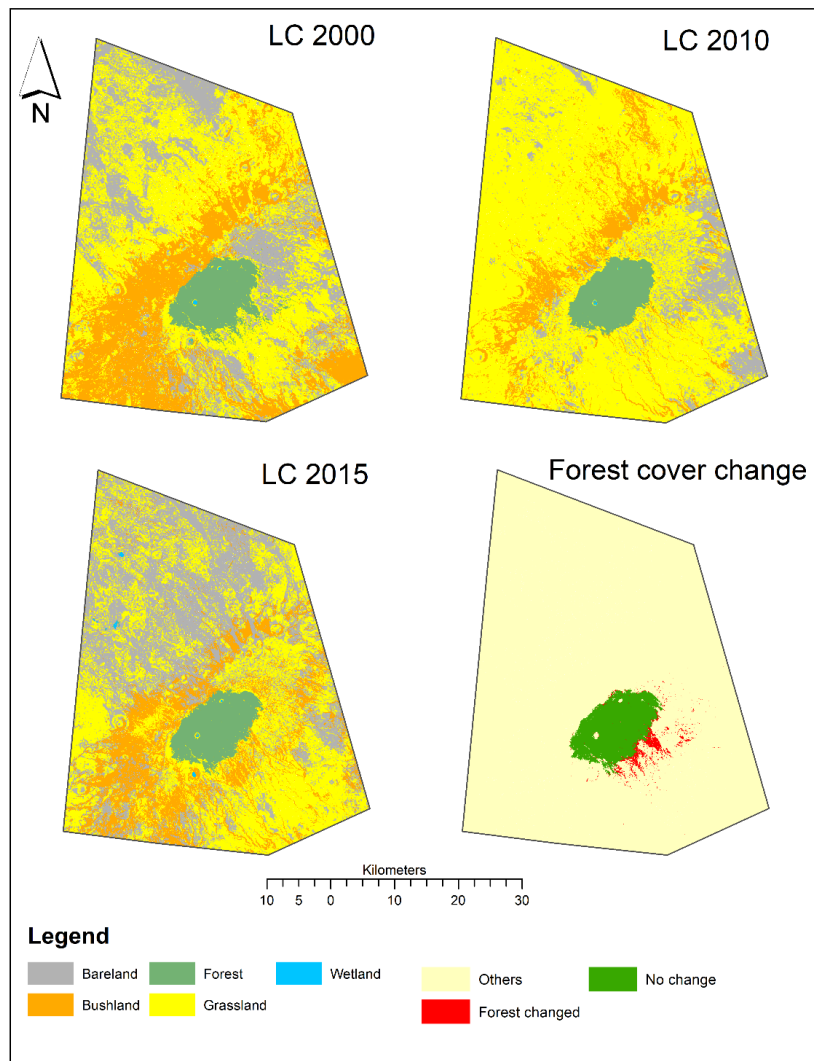 LC 2000
LC 2010
N
LC 2015
Forest cover change
Kilometers
10 5 0 10 20 30
Legend
Bareland Forest Wetland Others No change
Bushland Grassland Forest changed